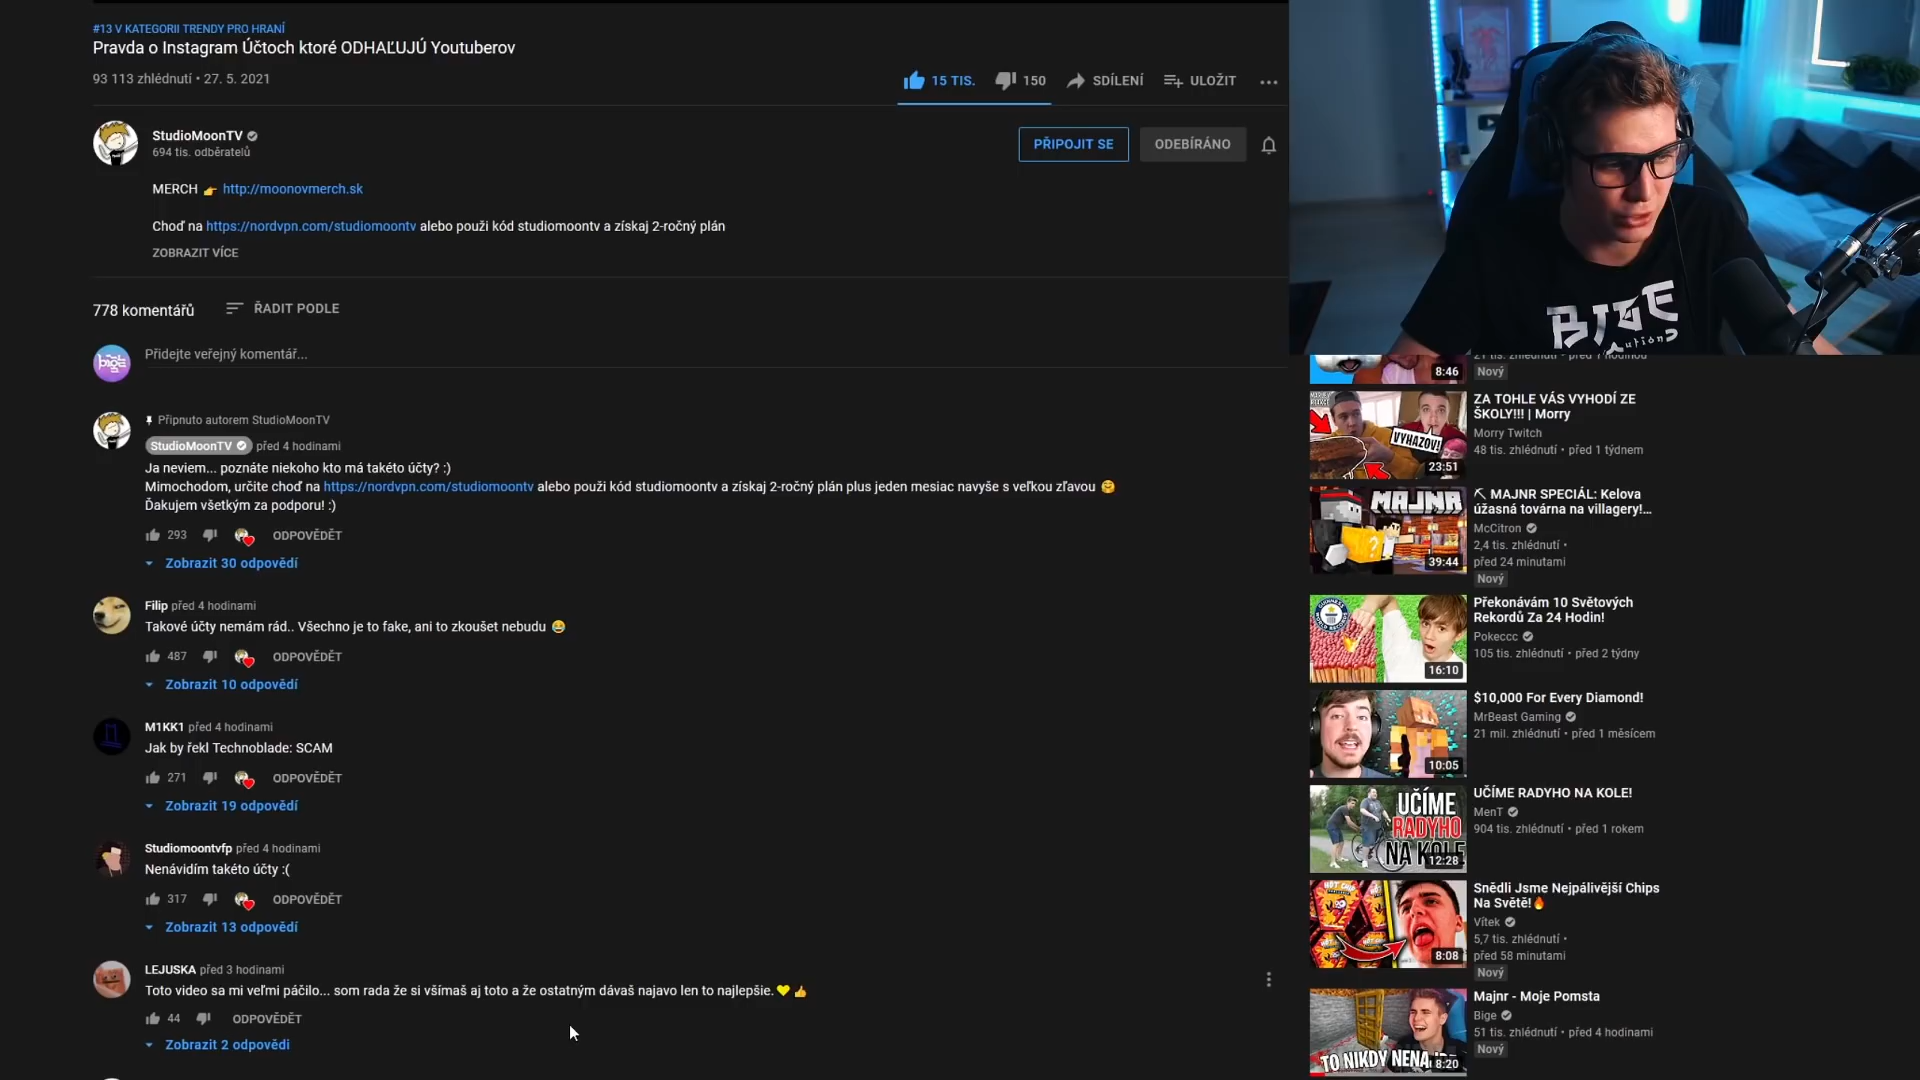 #13 V KATEGORII TRENDY PRO HRANÍ
Pravda o Instagram Účtoch ktoré ODHAĽUJÚ Youtuberov
93 113 zhlédnutí • 27. 5. 2021
15 TIS.
150
SDÍLENÍ
ULOŽIT
StudioMoonTV
694 tis. odběratelů
PŘIPOJIT SE
ODEBÍRÁNO
MERCH 👉 http://moonovmerch.sk
Choď na https://nordvpn.com/studiomoontv alebo použi kód studiomoontv a získaj 2-ročný plán
ZOBRAZIT VÍCE
778 komentářů
ŘADIT PODLE
Přidejte veřejný komentář...
Připnuto autorem StudioMoonTV
StudioMoonTV před 4 hodinami
Ja neviem... poznáte niekoho kto má takéto účty? :)
Mimochodom, určite choď na https://nordvpn.com/studiomoontv alebo použi kód studiomoontv a získaj 2-ročný plán plus jeden mesiac navyše s veľkou zľavou 🤗
Ďakujem všetkým za podporu! :)
293
ODPOVĚDĚT
Zobrazit 30 odpovědí
Filip před 4 hodinami
Takové účty nemám rád.. Všechno je to fake, ani to zkoušet nebudu 😂
487
ODPOVĚDĚT
Zobrazit 10 odpovědí
M1KK1 před 4 hodinami
Jak by řekl Technoblade: SCAM
271
ODPOVĚDĚT
Zobrazit 19 odpovědí
Studiomoontvfp před 4 hodinami
Nenávidím takéto účty :(
317
ODPOVĚDĚT
Zobrazit 13 odpovědí
LEJUSKA před 3 hodinami
Toto video sa mi veľmi páčilo... som rada že si všímaš aj toto a že ostatným dávaš najavo len to najlepšie.💛👍
44
ODPOVĚDĚT
Zobrazit 2 odpovědi
BIGE
8:46
Nový
VYHAZOV!
23:51
ZA TOHLE VÁS VYHODÍ ZE
ŠKOLY!!! | Morry
Morry Twitch
48 tis. zhlédnutí • před 1 týdnem
MAJNR
39:44
⛏ MAJNR SPECIÁL: Kelova
úžasná továrna na villagery!...
McCitron
2,4 tis. zhlédnutí •
před 24 minutami
Nový
16:10
Překonávám 10 Světových
Rekordů Za 24 Hodin!
Pokeccc
105 tis. zhlédnutí • před 2 týdny
10:05
$10,000 For Every Diamond!
MrBeast Gaming
21 mil. zhlédnutí • před 1 měsícem
UČÍME
RADYHO
NA KOLE
12:28
UČÍME RADYHO NA KOLE!
MenT
904 tis. zhlédnutí • před 1 rokem
8:08
Snědli Jsme Nejpálivější Chips
Na Světě!🔥
Vítek
5,7 tis. zhlédnutí •
před 58 minutami
Nový
TO NIKDY
8:20
Majnr - Moje Pomsta
Bige
51 tis. zhlédnutí • před 4 hodinami
Nový